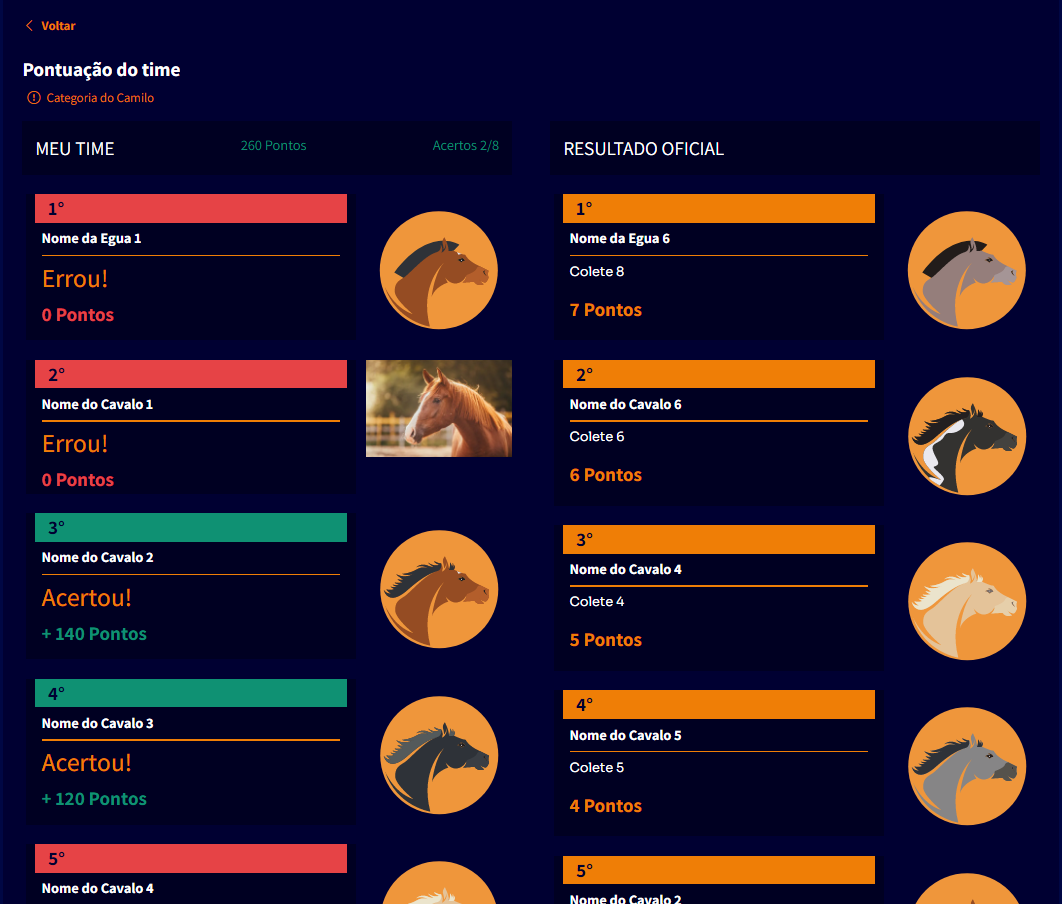 Voltar
Pontuação do time
Categoria do Camilo
MEU TIME
260 Pontos
Acertos 2/8
1°
Nome da Egua 1
Errou!
0 Pontos
2°
Nome do Cavalo 1
Errou!
0 Pontos
3°
Nome do Cavalo 2
Acertou!
+ 140 Pontos
4°
Nome do Cavalo 3
Acertou!
+ 120 Pontos
5°
Nome do Cavalo 4
RESULTADO OFICIAL
1°
Nome da Egua 6
Colete 8
7 Pontos
2°
Nome do Cavalo 6
Colete 6
6 Pontos
3°
Nome do Cavalo 4
Colete 4
5 Pontos
4°
Nome do Cavalo 5
Colete 5
4 Pontos
5°
Nome do Cavalo 2